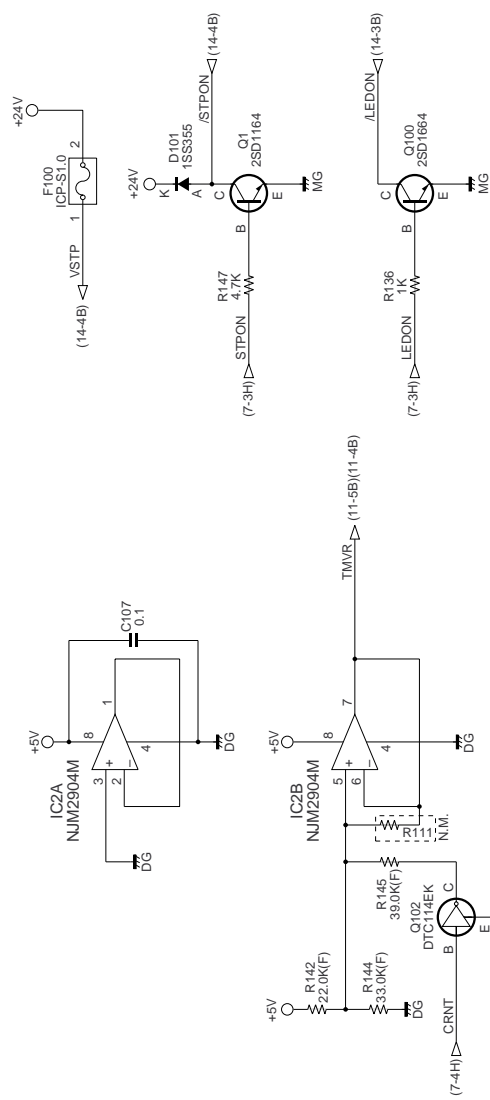 +24V
F100
ICP-S1.0
1
2
VSTP
(14-4B)
+24V
K
D101
1SS355
A
/STPON
(14-4B)
C
Q1
2SD1164
B
E
MG
R147
4.7K
STPON
(7-3H)
/LEDON
(14-3B)
C
Q100
2SD1664
B
E
MG
R136
1K
LEDON
(7-3H)
+5V
IC2A
NJM2904M
8
3
+
2
–
1
4
C107
0.1
DG
DG
+5V
IC2B
NJM2904M
8
5
+
6
–
7
4
DG
TMVR
(11-5B)(11-4B)
R111
N.M.
+5V
R142
22.0K(F)
R144
33.0K(F)
DG
R145
39.0K(F)
Q102
DTC114EK
B
C
E
CRNT
(7-4H)